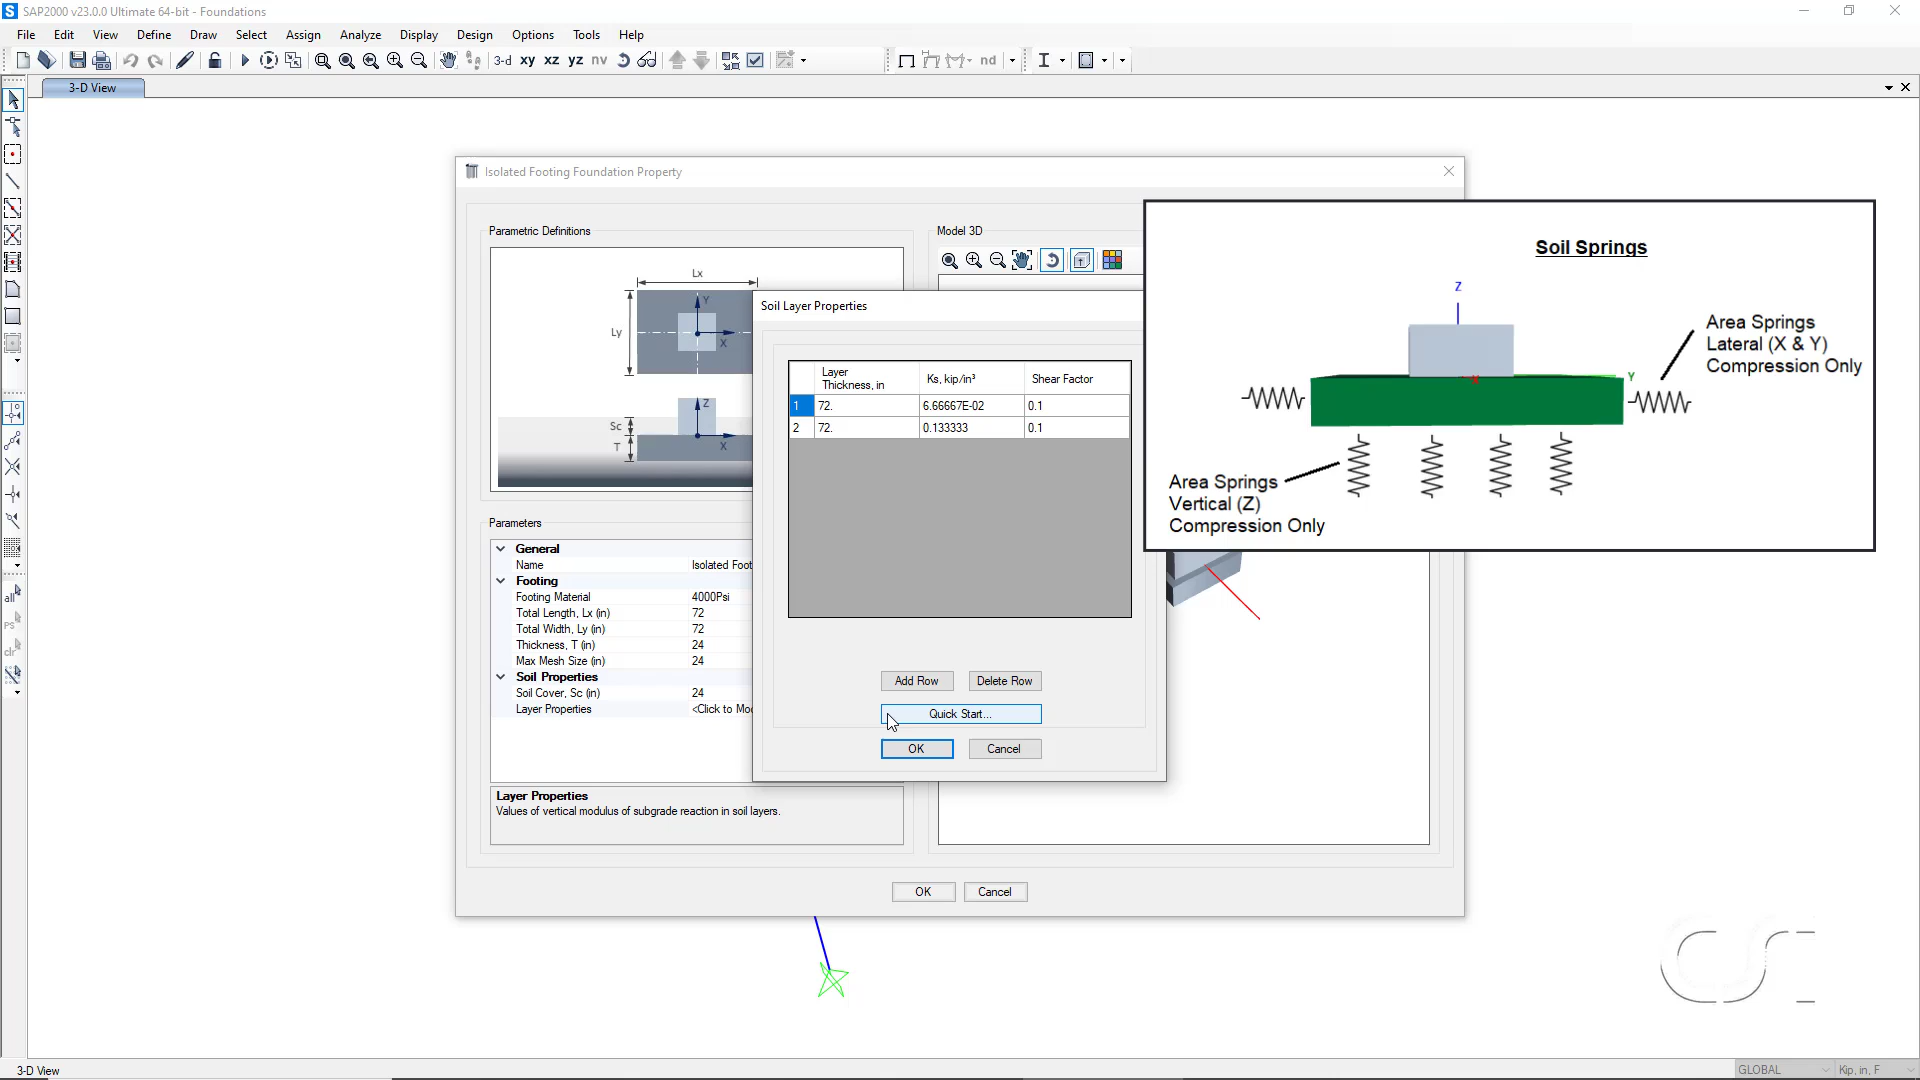 SAP2000 v23.0.0 Ultimate 64-bit - Foundations
File Edit View Define Draw Select Assign Analyze Display Design Options Tools Help
3-d xy xz yz nv nd
3-D View
Isolated Footing Foundation Property
Parametric Definitions
Model 3D
Lx
Y
Ly
X
Z
Sc
T
X
Soil Layer Properties
Layer Thickness, in Ks, kip/in³ Shear Factor
1 72. 6.66667E-02 0.1
2 72. 0.133333 0.1
Add Row Delete Row
Quick Start...
OK Cancel
Soil Springs
Z
Area Springs
Lateral (X & Y)
Compression Only
Y
X
Area Springs
Vertical (Z)
Compression Only
Parameters
General
Name Isolated Foot
Footing
Footing Material 4000Psi
Total Length, Lx (in) 72
Total Width, Ly (in) 72
Thickness, T (in) 24
Max Mesh Size (in) 24
Soil Properties
Soil Cover, Sc (in) 24
Layer Properties <Click to Mo
Layer Properties
Values of vertical modulus of subgrade reaction in soil layers.
OK Cancel
all
ps
clr
CSI
3-D View
GLOBAL Kip, in, F